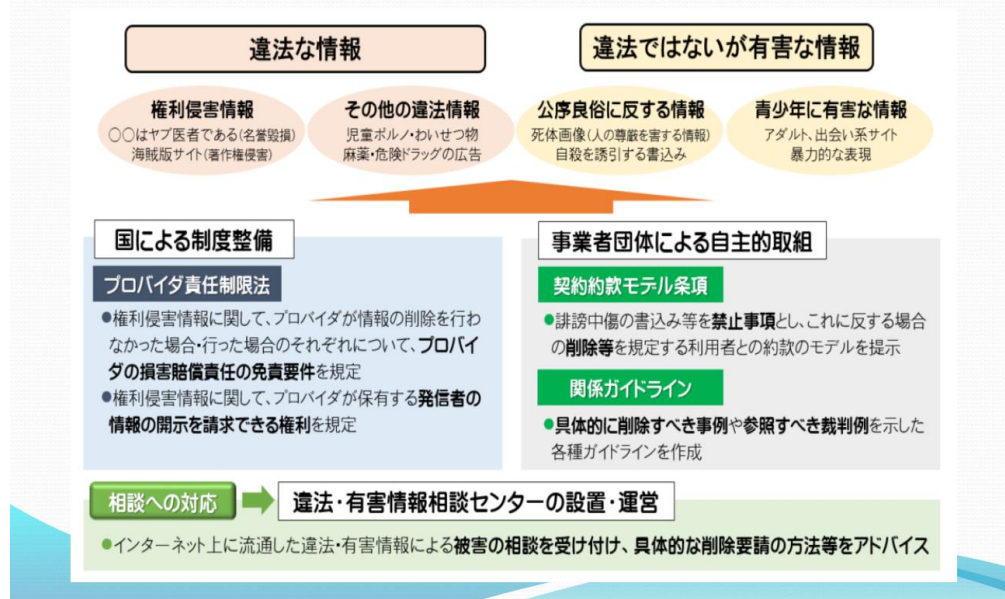 違法な情報
違法ではないが有害な情報
権利侵害情報
○○はヤブ医者である(名誉毀損)
海賊版サイト(著作権侵害)
その他の違法情報
児童ポルノ・わいせつ物
麻薬・危険ドラッグの広告
公序良俗に反する情報
死体画像(人の尊厳を害する情報)
自殺を誘引する書込み
青少年に有害な情報
アダルト、出会い系サイト
暴力的な表現
国による制度整備
プロバイダ責任制限法
●権利侵害情報に関して、プロバイダが情報の削除を行わ
なかった場合・行った場合のそれぞれについて、プロバイ
ダの損害賠償責任の免責要件を規定
●権利侵害情報に関して、プロバイダが保有する発信者の
情報の開示を請求できる権利を規定
事業者団体による自主的取組
契約約款モデル条項
●誹謗中傷の書込み等を禁止事項とし、これに反する場合
の削除等を規定する利用者との約款のモデルを提示
関係ガイドライン
●具体的に削除すべき事例や参照すべき裁判例を示した
各種ガイドラインを作成
相談への対応
違法・有害情報相談センターの設置・運営
●インターネット上に流通した違法・有害情報による被害の相談を受け付け、具体的な削除要請の方法等をアドバイス